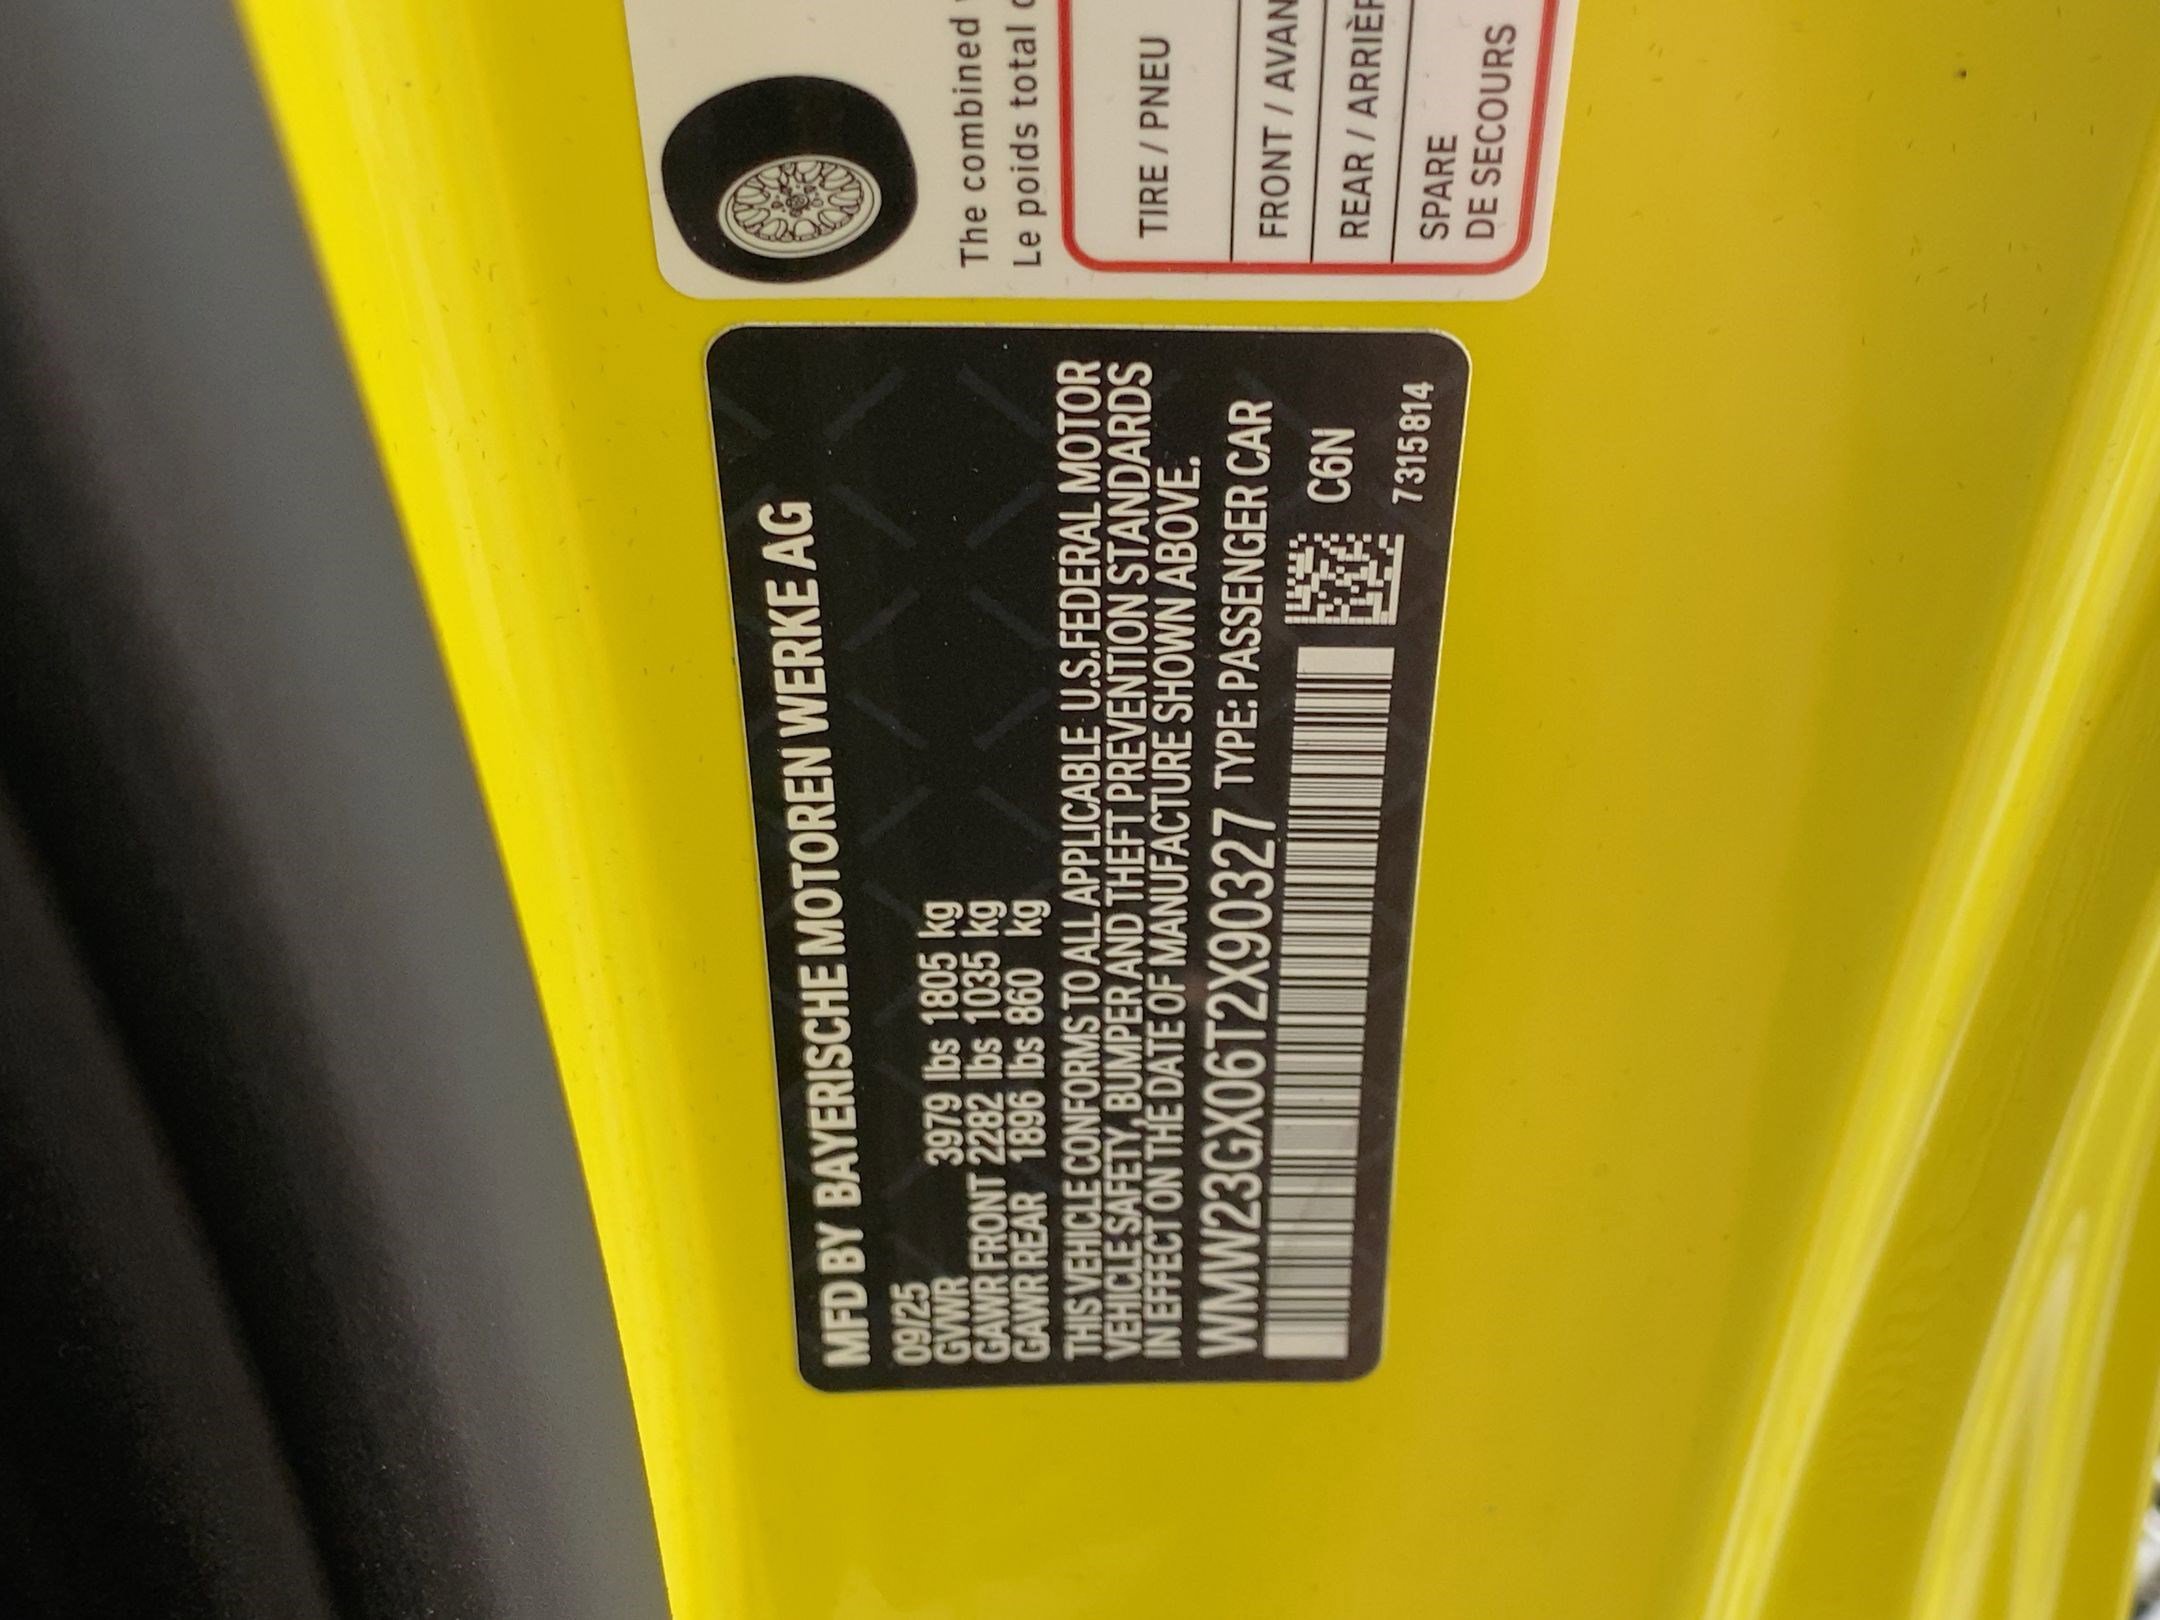 The combined
Le poids total
TIRE / PNEU
FRONT / AVAN
REAR / ARRIÈR
SPARE
DE SECOURS
MFD BY BAYERISCHE MOTOREN WERKE AG
09/25
GVWR 3979 lbs 1805 kg
GAWR FRONT 2282 lbs 1035 kg
GAWR REAR 1896 lbs 860 kg
THIS VEHICLE CONFORMS TO ALL APPLICABLE U.S.FEDERAL MOTOR
VEHICLE SAFETY, BUMPER AND THEFT PREVENTION STANDARDS
IN EFFECT ON THE DATE OF MANUFACTURE SHOWN ABOVE.
WMW23GX06T2X90327 TYPE: PASSENGER CAR
C6N
7315814